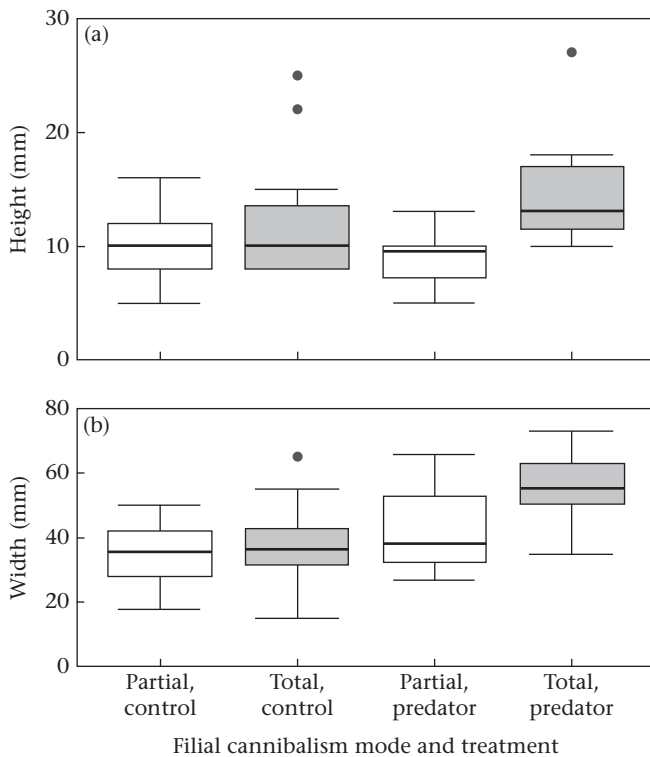 (a)
30
20
10
0
Height (mm)
(b)
80
60
40
20
0
Width (mm)
Partial, control
Total, control
Partial, predator
Total, predator
Filial cannibalism mode and treatment